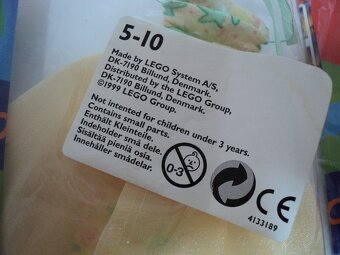 5-10
Made by LEGO System A/S,
DK-7190 Billund, Denmark.
Distributed by the LEGO Group,
DK-7190 Billund, Denmark.
©1999 LEGO Group.
Not intended for children under 3 years.
Contains small parts.
Enthält Kleinteile.
Indeholder små dele.
Sisältää pieniä osia.
Innehåller smådelar.
0-3
CE
4133189